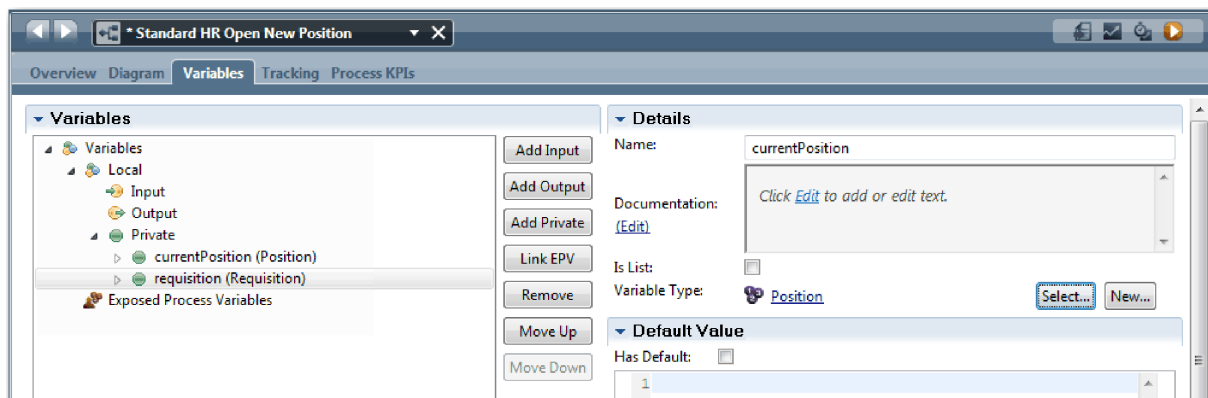 * Standard HR Open New Position
Overview Diagram Variables Tracking Process KPIs
Variables
Variables
Local
Input
Output
Private
currentPosition (Position)
requisition (Requisition)
Exposed Process Variables
Add Input
Add Output
Add Private
Link EPV
Remove
Move Up
Move Down
Details
Name: currentPosition
Documentation: Click Edit to add or edit text.
(Edit)
Is List:
Variable Type: Position Select... New...
Default Value
Has Default:
1